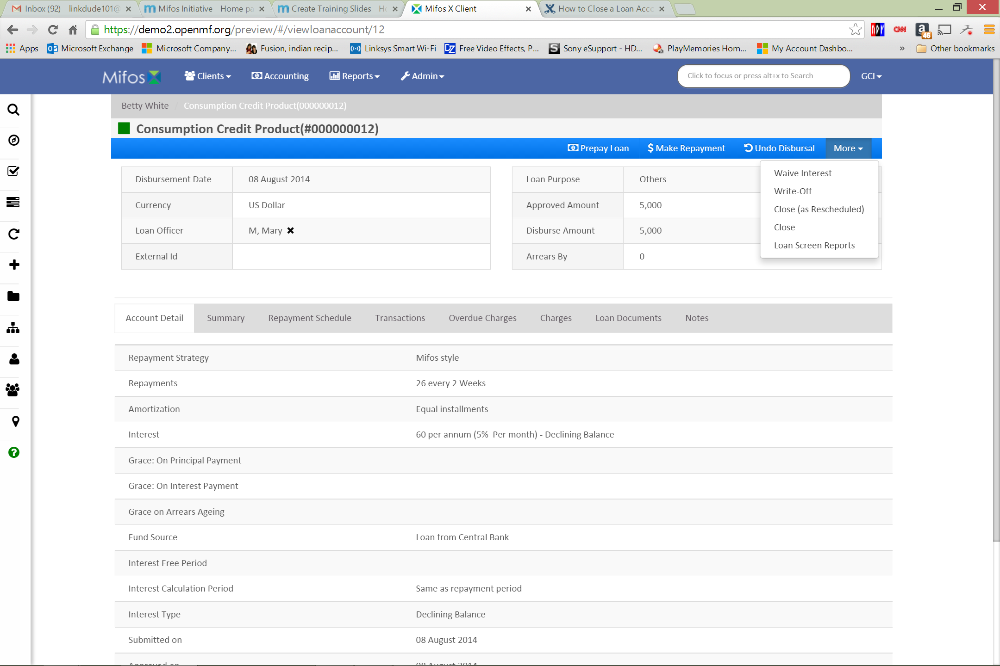 Inbox (92) - linkdude101@
Mifos Initiative - Home pa
Create Training Slides - Ho
Mifos X Client
How to Close a Loan Acco
https://demo2.openmf.org/preview/#/viewloanaccount/12
Apps
Microsoft Exchange
Microsoft Company...
Fusion, indian recip...
Linksys Smart Wi-Fi
Free Video Effects, P...
Sony eSupport - HD...
PlayMemories Hom...
My Account Dashbo...
»
Other bookmarks
Mifos X
Clients
Accounting
Reports
Admin
Click to focus or press alt+x to Search
GCI
Betty White / Consumption Credit Product(000000012)
Consumption Credit Product(#000000012)
Prepay Loan
$ Make Repayment
Undo Disbursal
More
Waive Interest
Write-Off
Close (as Rescheduled)
Close
Loan Screen Reports
Disbursement Date 08 August 2014
Currency US Dollar
Loan Officer M, Mary
External Id
Loan Purpose Others
Approved Amount 5,000
Disburse Amount 5,000
Arrears By 0
Account Detail
Summary
Repayment Schedule
Transactions
Overdue Charges
Charges
Loan Documents
Notes
Repayment Strategy Mifos style
Repayments 26 every 2 Weeks
Amortization Equal installments
Interest 60 per annum (5% Per month) - Declining Balance
Grace: On Principal Payment
Grace: On Interest Payment
Grace on Arrears Ageing
Fund Source Loan from Central Bank
Interest Free Period
Interest Calculation Period Same as repayment period
Interest Type Declining Balance
Submitted on 08 August 2014
Approved on 08 August 2014